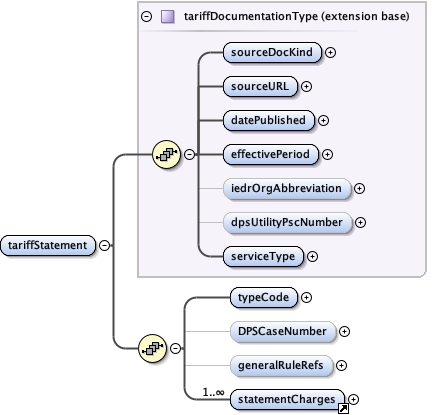 tariffDocumentationType (extension base)
sourceDocKind
sourceURL
datePublished
effectivePeriod
iedrOrgAbbreviation
dpsUtilityPscNumber
serviceType
tariffStatement
typeCode
DPSCaseNumber
generalRuleRefs
1..∞
statementCharges